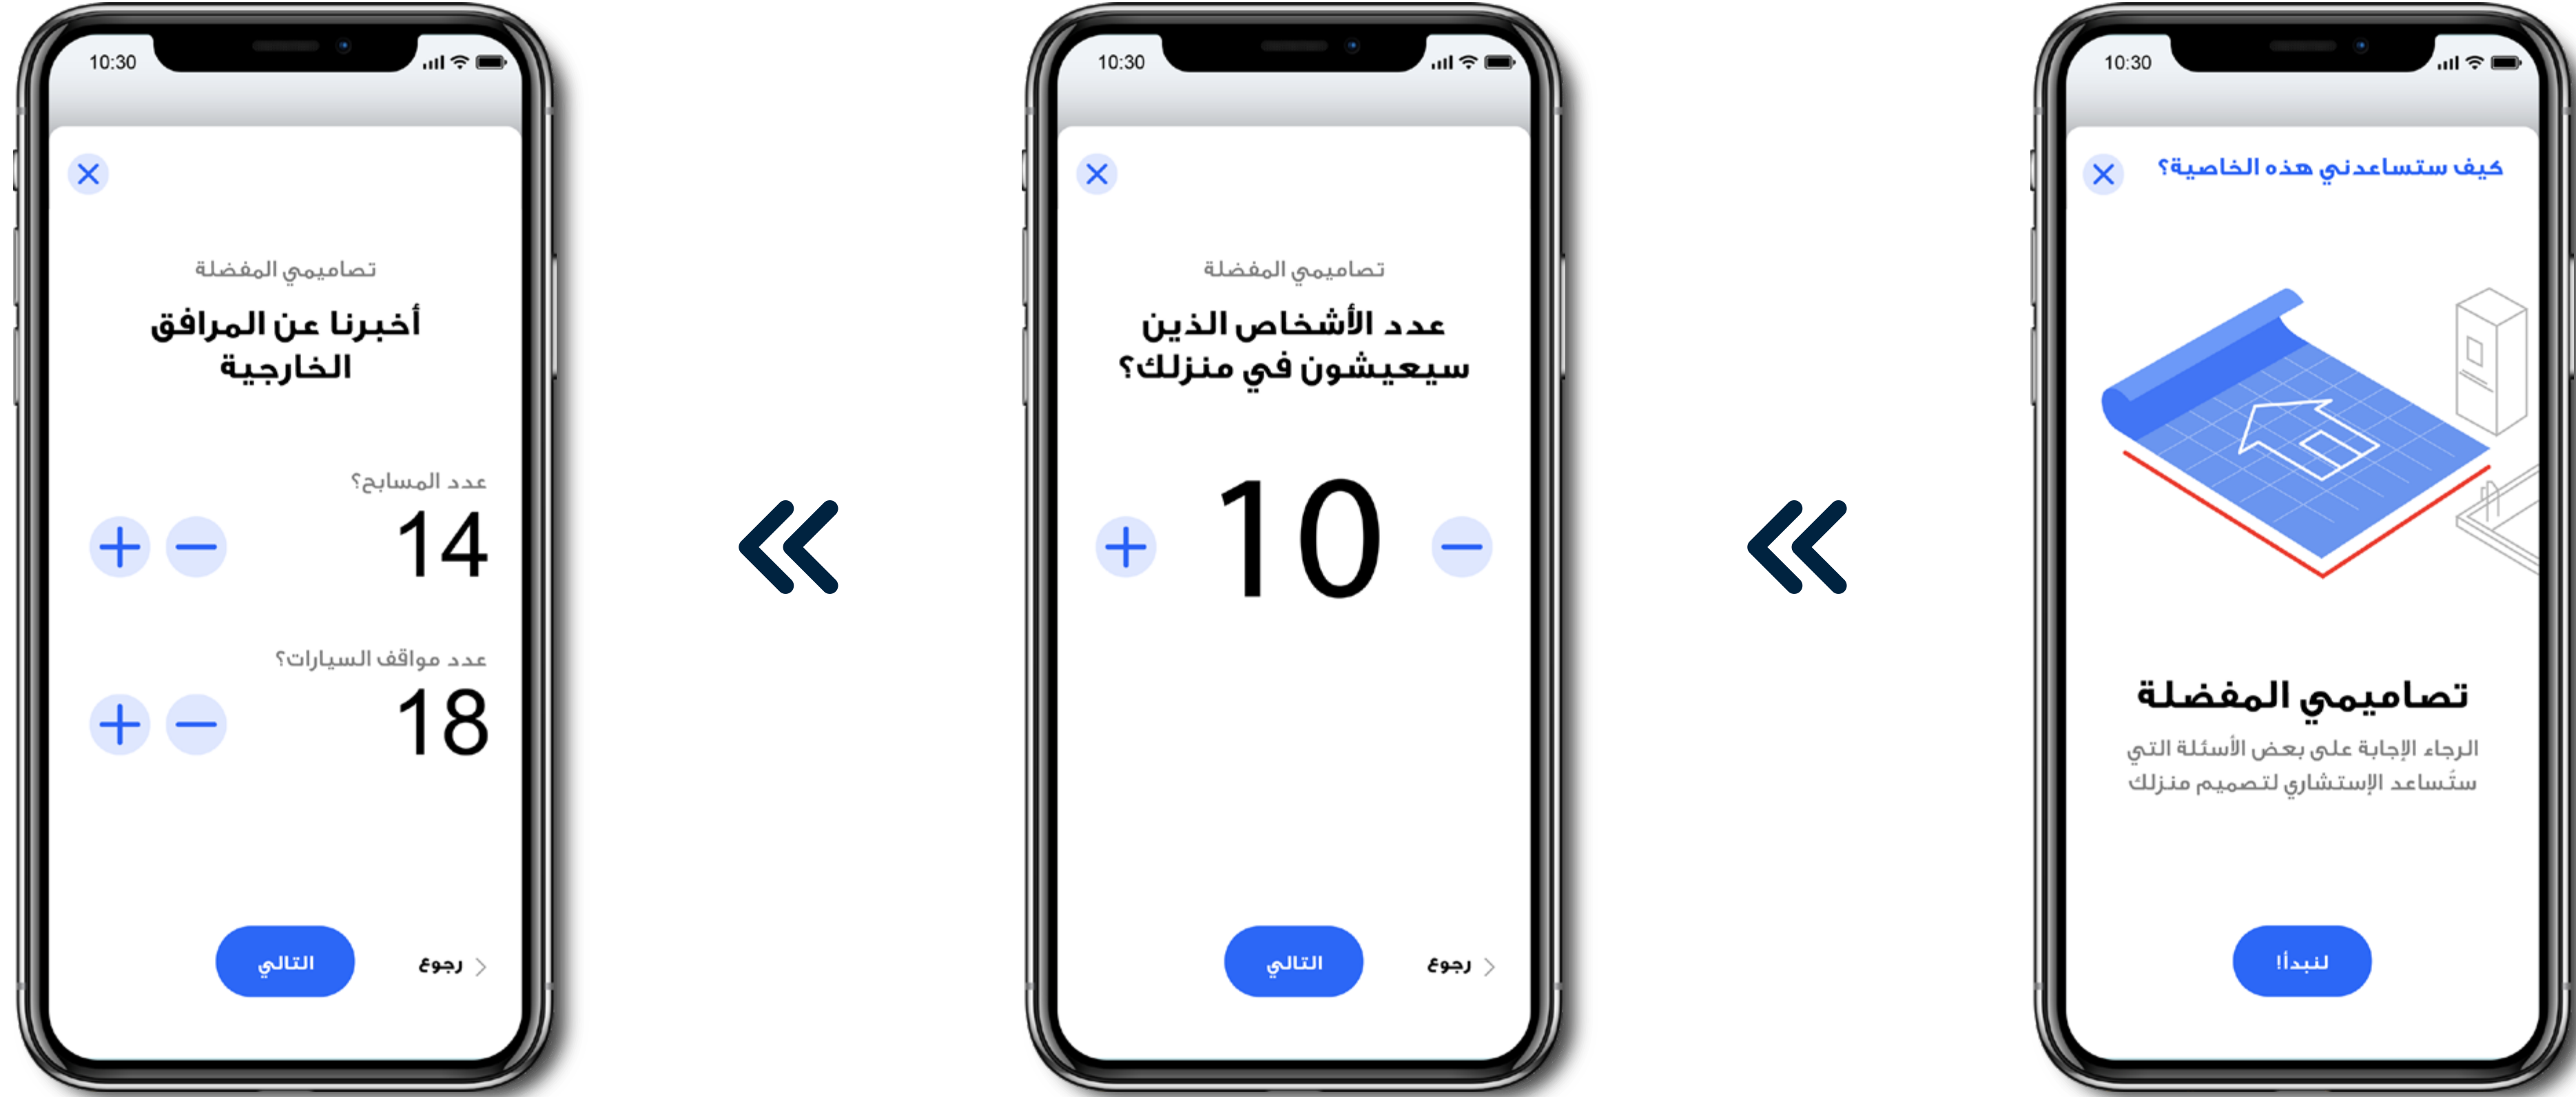 10:30
كيف ستساعدني هذه الخاصية؟
تصاميمي المفضلة
الرجاء الإجابة على بعض الأسئلة التي
ستُساعد الإستشاري لتصميم منزلك
لنبدأ!
10:30
تصاميمي المفضلة
عدد الأشخاص الذين
سيعيشون في منزلك؟
10
رجوع
التالي
10:30
تصاميمي المفضلة
أخبرنا عن المرافق
الخارجية
عدد المسابح؟
14
عدد مواقف السيارات؟
18
رجوع
التالي